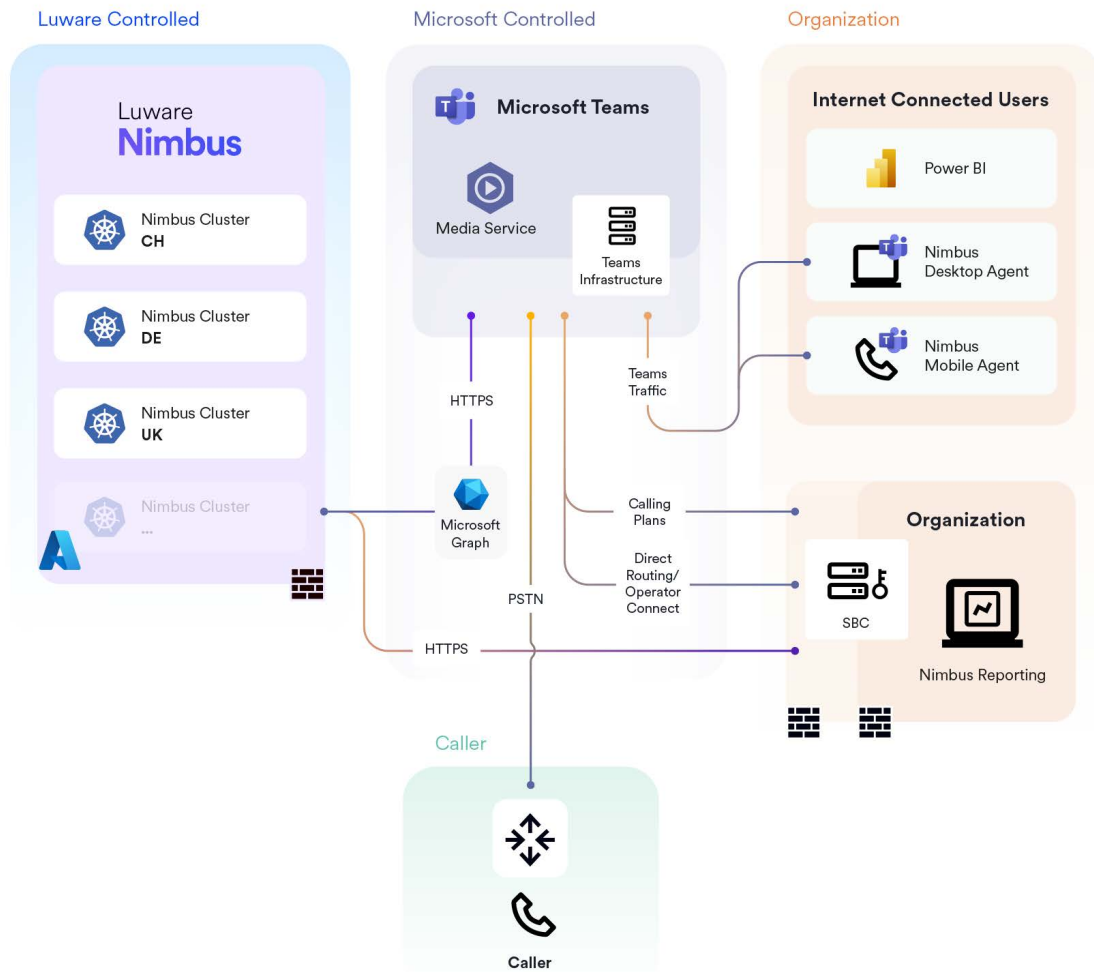 Luware Controlled
Microsoft Controlled
Organization
Luware
Nimbus
Nimbus Cluster
CH
Nimbus Cluster
DE
Nimbus Cluster
UK
Nimbus Cluster
...
T
Microsoft Teams
Media Service
Teams
Infrastructure
HTTPS
Teams
Traffic
Microsoft
Graph
Calling
Plans
Direct
Routing/
Operator
Connect
PSTN
HTTPS
Internet Connected Users
Power BI
T
Nimbus
Desktop Agent
T
Nimbus
Mobile Agent
Organization
SBC
Nimbus Reporting
Caller
Caller